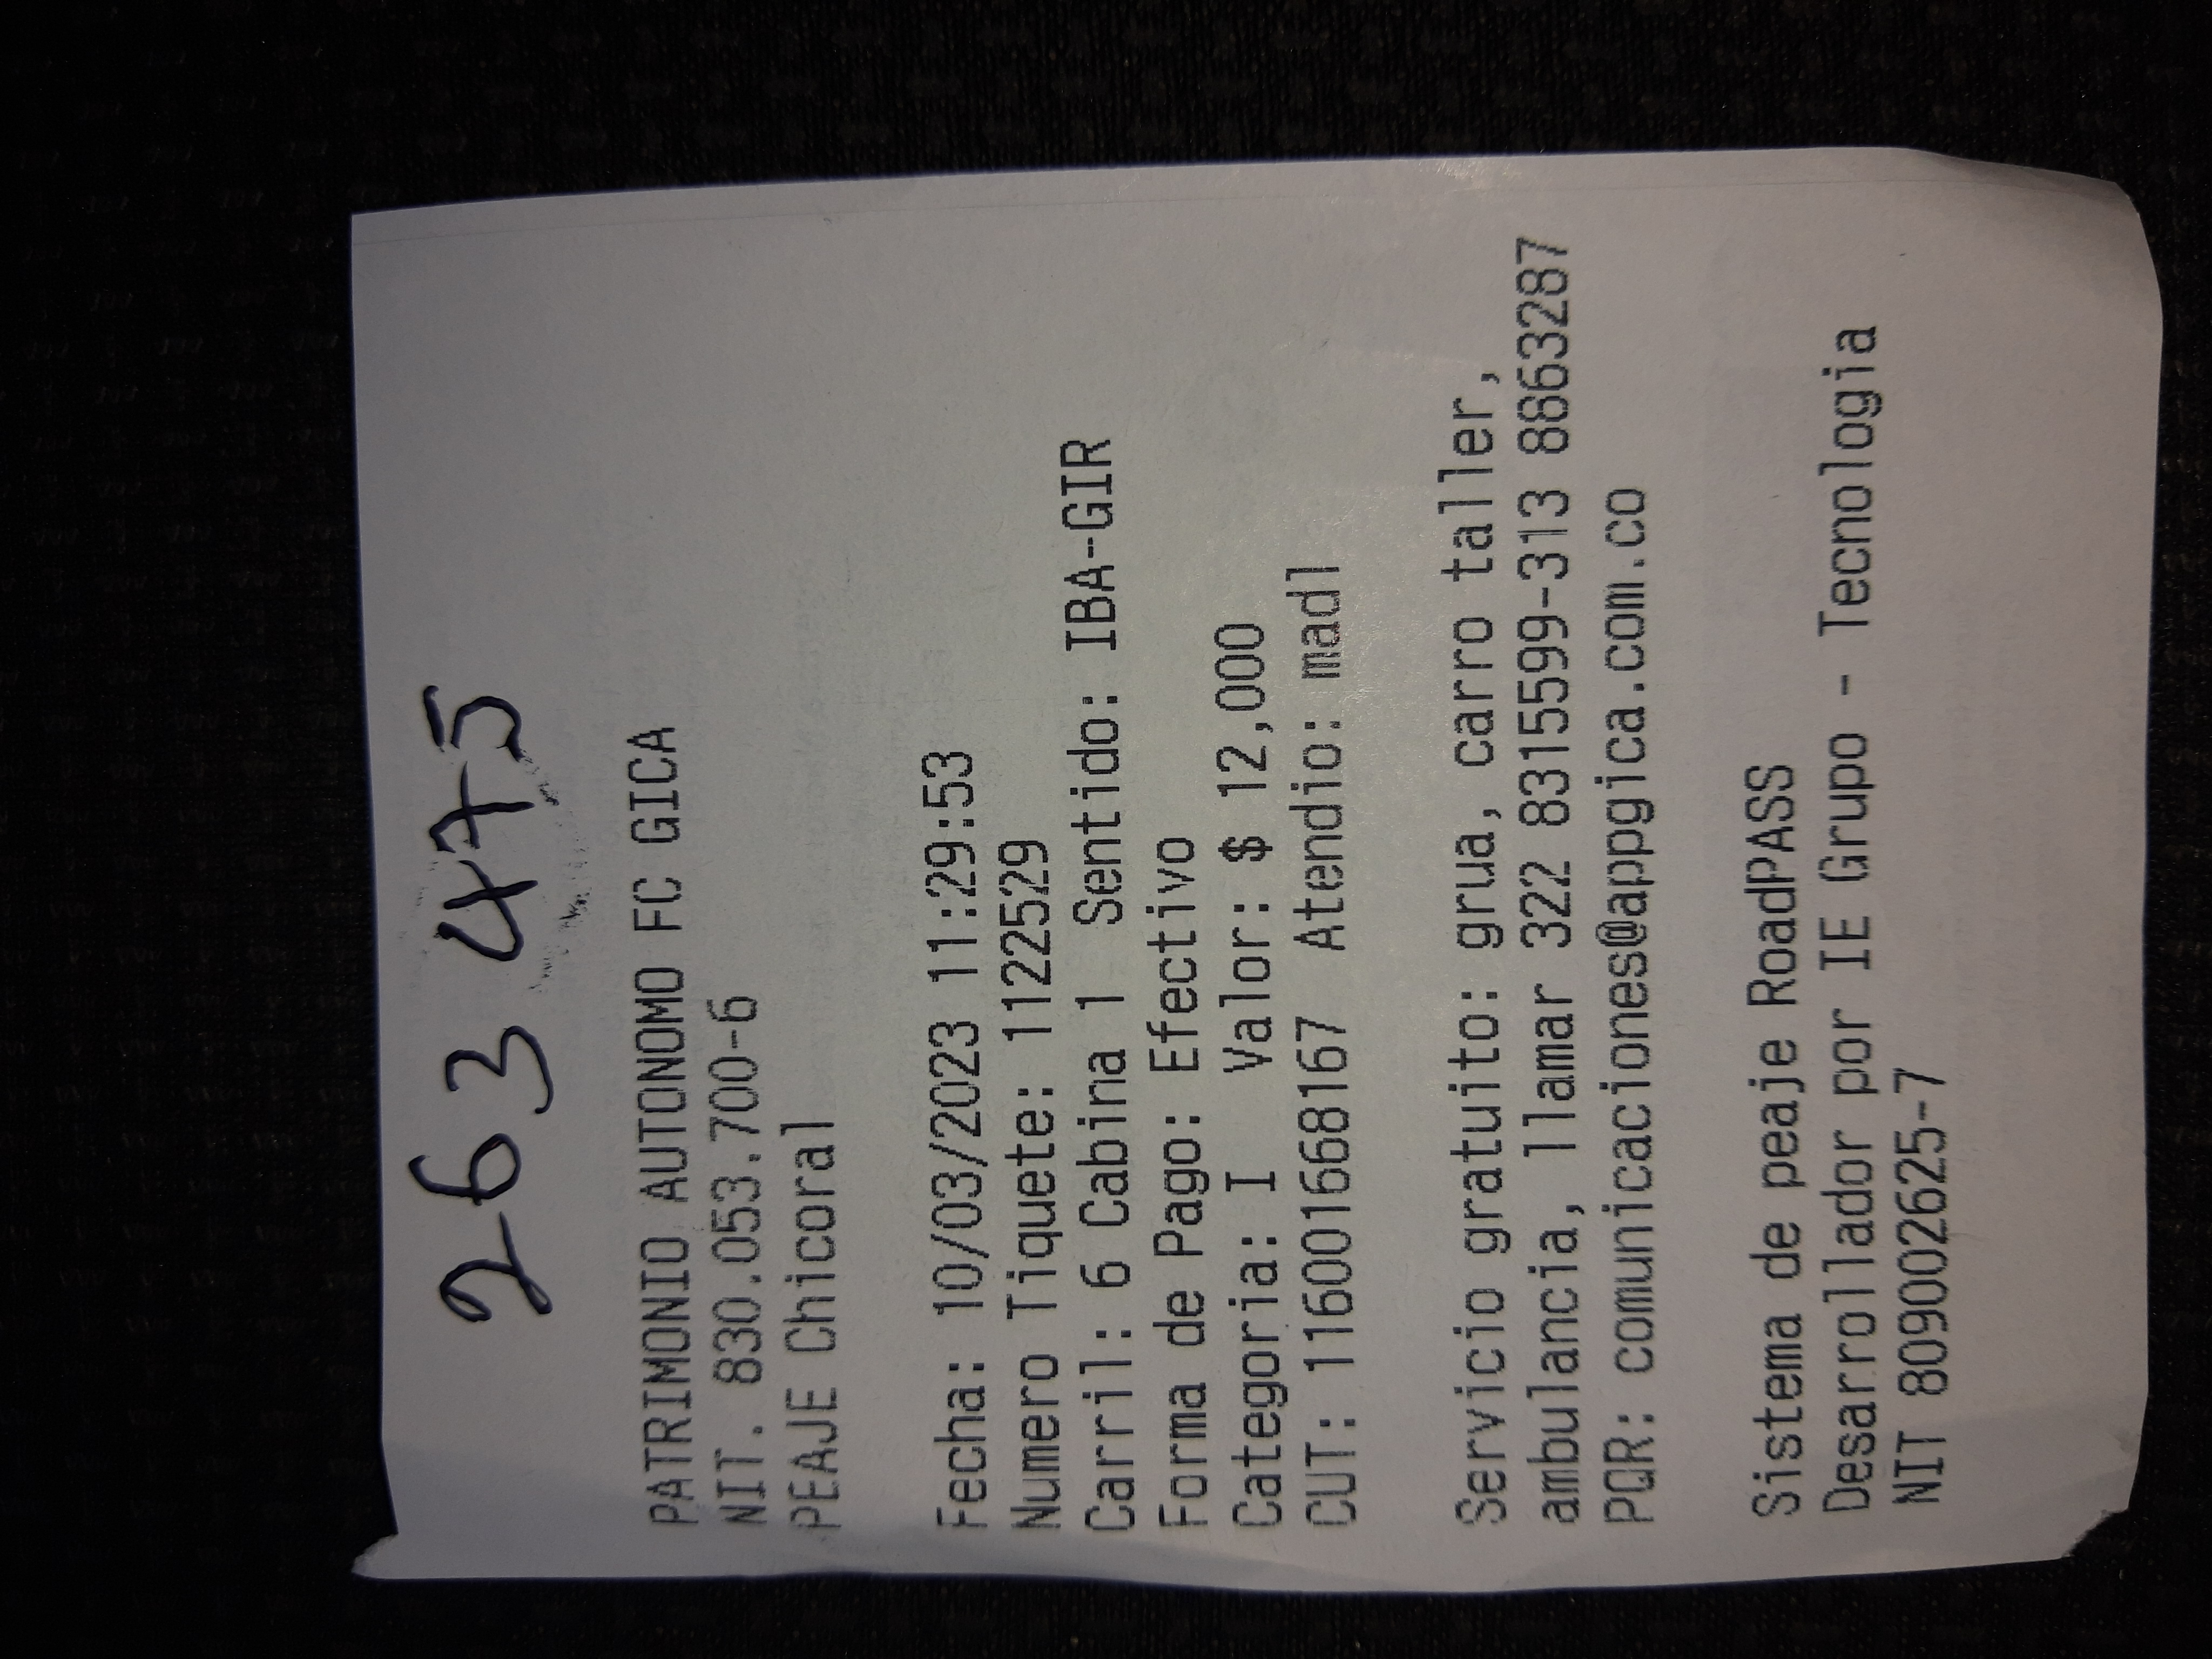 263 475
PATRIMONIO AUTONOMO FC GICA
NIT. 830.053.700-6
PEAJE Chicoral
Fecha: 10/03/2023 11:29:53
Numero Tiquete: 1122529
Carril: 6 Cabina 1 Sentido: IBA-GIR
Forma de Pago: Efectivo
Categoria: I Valor: $ 12,000
CUT: 116001668167 Atendio: madl
Servicio gratuito: grua, carro taller,
ambulancia, llamar 322 8315599-313 8863287
PQR: comunicaciones@appgica.com.co
Sistema de peaje RoadPASS
Desarrollador por IE Grupo - Tecnologia
NIT 809002625-7